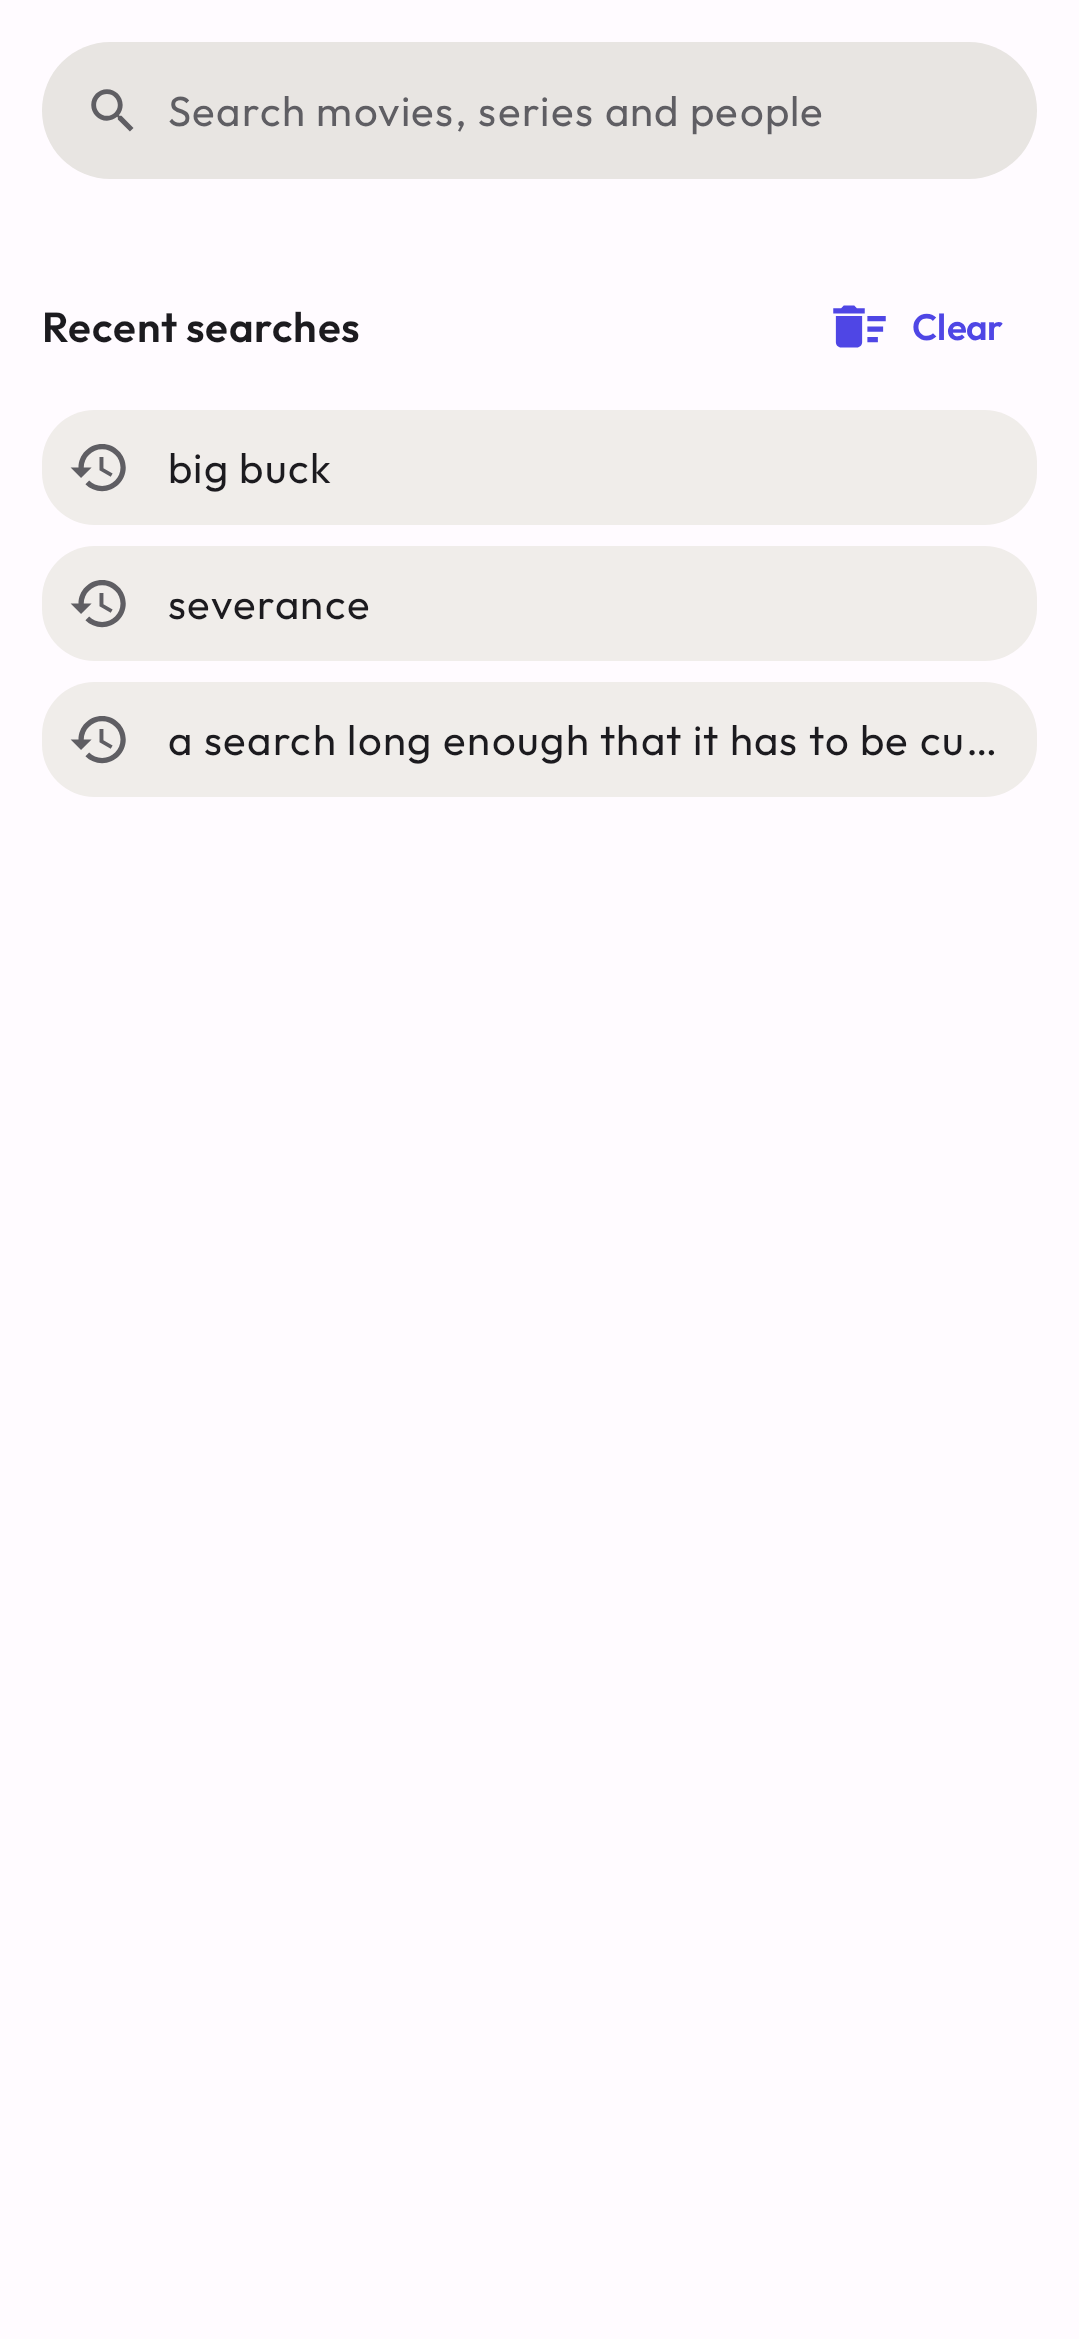 Search movies, series and people
Recent searches
Clear
big buck
severance
a search long enough that it has to be cu...